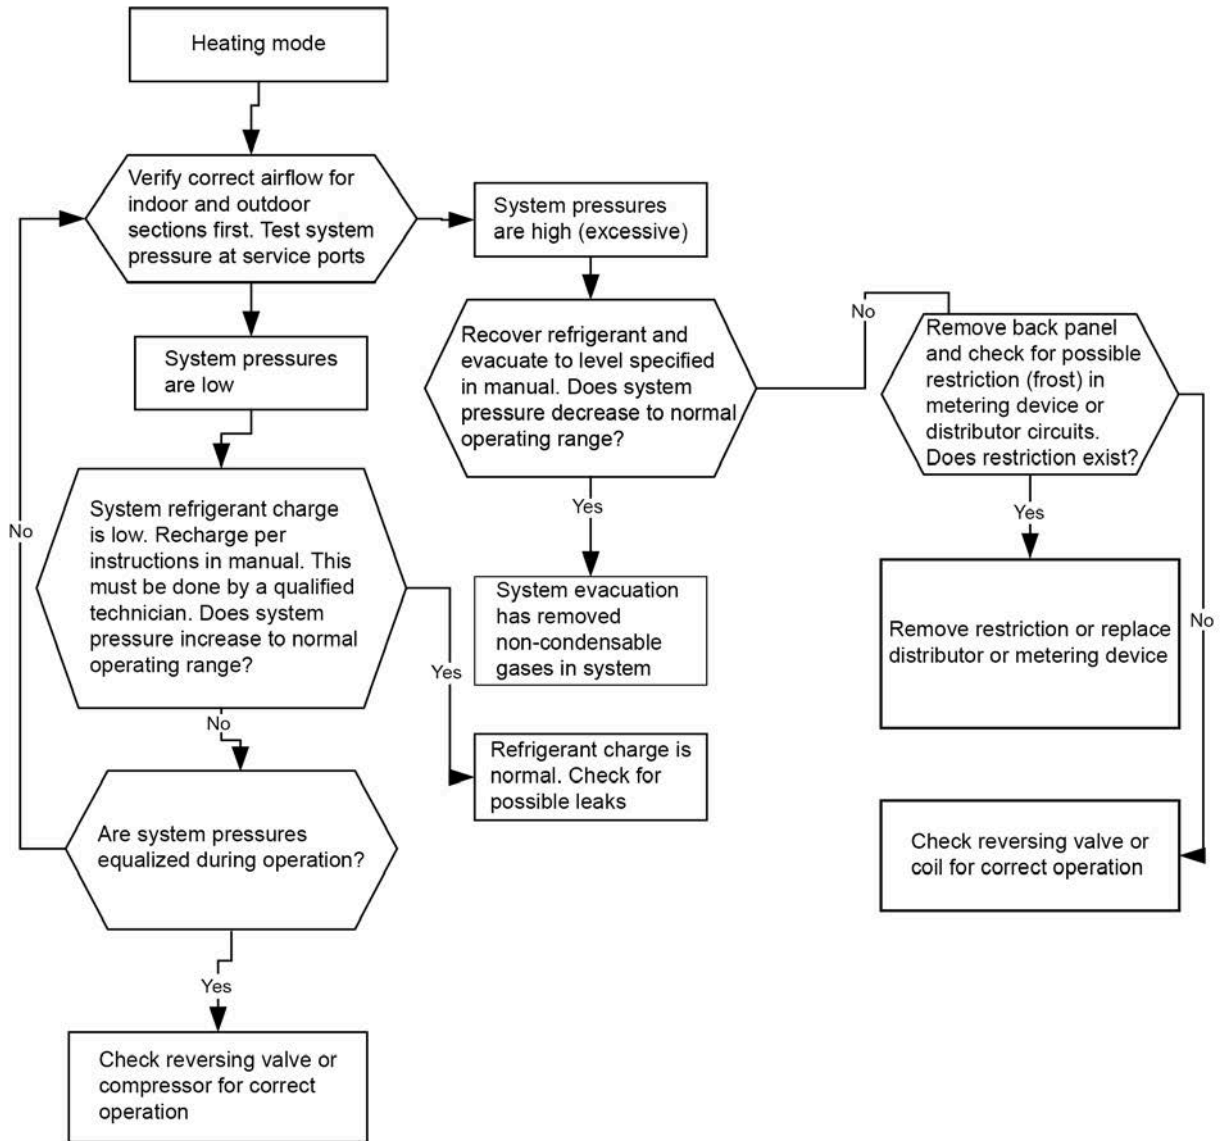 Heating mode
Verify correct airflow for
indoor and outdoor
sections first. Test system
pressure at service ports
System pressures
are high (excessive)
System pressures
are low
Recover refrigerant and
evacuate to level specified
in manual. Does system
pressure decrease to normal
operating range?
No
Remove back panel
and check for possible
restriction (frost) in
metering device or
distributor circuits.
Does restriction exist?
No
System refrigerant charge
is low. Recharge per
instructions in manual. This
must be done by a qualified
technician. Does system
pressure increase to normal
operating range?
Yes
Yes
System evacuation
has removed
non-condensable
gases in system
Remove restriction or replace
distributor or metering device
No
Yes
No
Refrigerant charge is
normal. Check for
possible leaks
Are system pressures
equalized during operation?
Check reversing valve or
coil for correct operation
Yes
Check reversing valve or
compressor for correct
operation